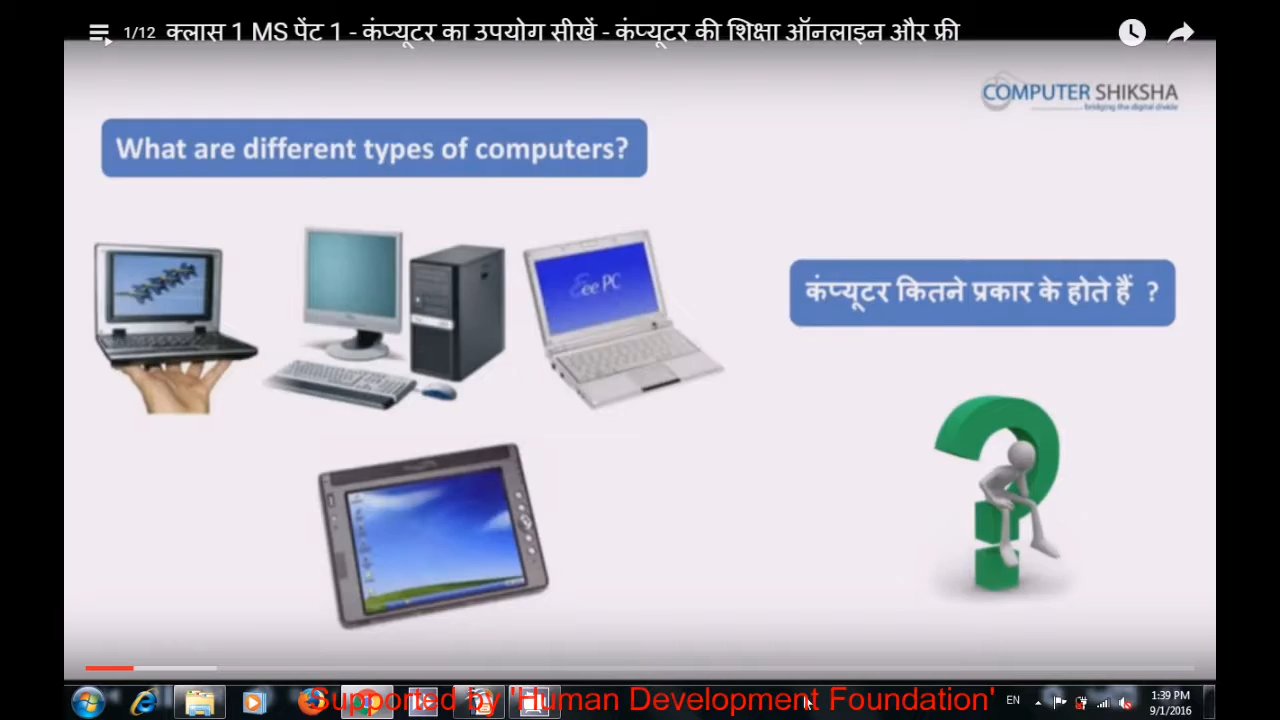 1/12 क्लास 1 MS पेंट 1 - कंप्यूटर का उपयोग सीखें - कंप्यूटर की शिक्षा ऑनलाइन और फ्री
COMPUTER SHIKSHA
bridging the digital divide
What are different types of computers?
Eee PC
कंप्यूटर कितने प्रकार के होते हैं ?
Supported by 'Human Development Foundation'
EN
1:39 PM
9/1/2016